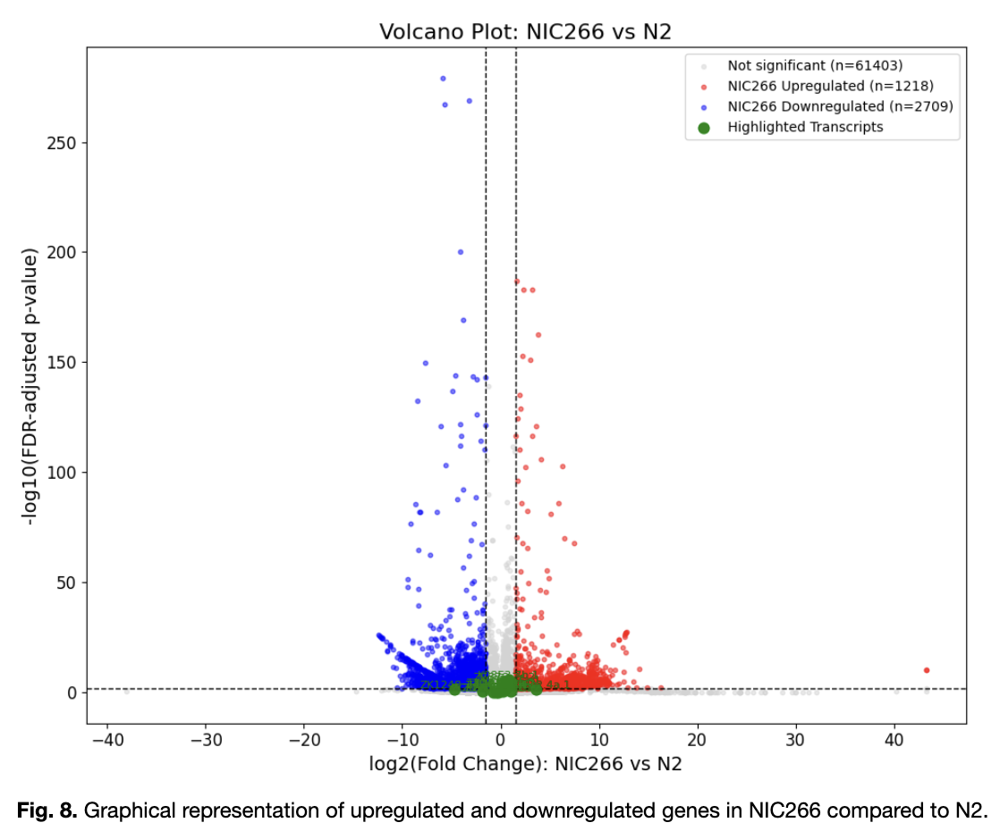 Volcano Plot: NIC266 vs N2
Not significant (n=61403)
NIC266 Upregulated (n=1218)
NIC266 Downregulated (n=2709)
Highlighted Transcripts
-log10(FDR-adjusted p-value)
250
200
150
100
50
0
−40
−30
−20
−10
0
10
20
30
40
log2(Fold Change): NIC266 vs N2
Fig. 8. Graphical representation of upregulated and downregulated genes in NIC266 compared to N2.